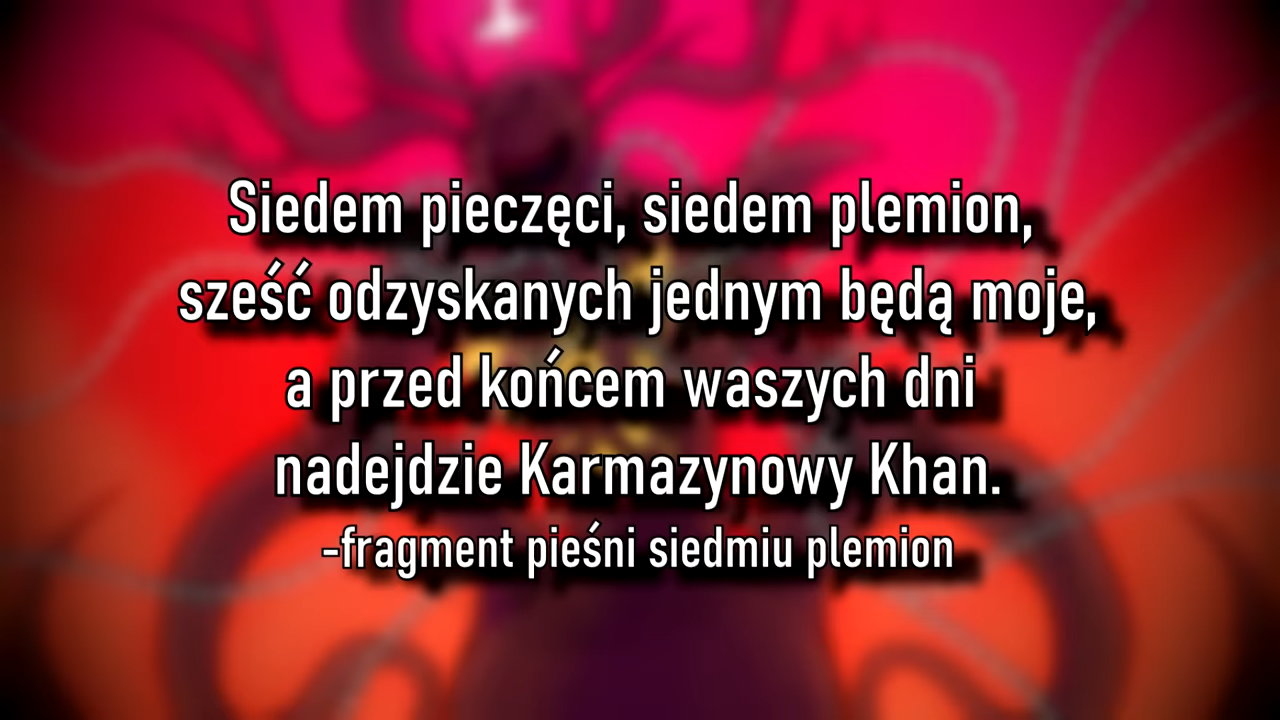 Siedem pieczęci, siedem plemion,
sześć odzyskanych jednym będą moje,
a przed końcem waszych dni
nadejdzie Karmazynowy Khan.
-fragment pieśni siedmiu plemion